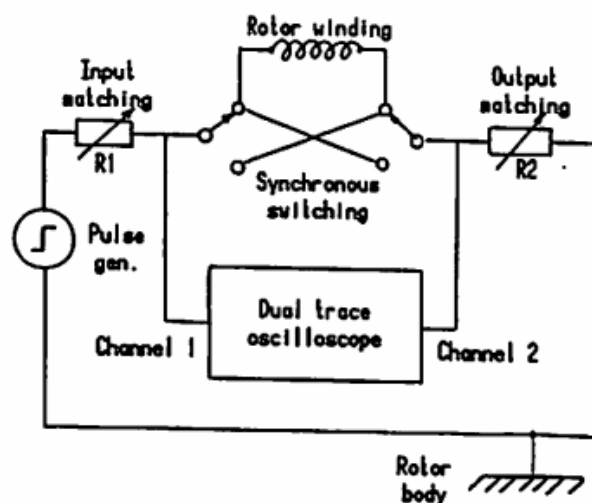 Rotor winding
Input
matching
R1
Output
matching
R2
Synchronous
switching
Pulse
gen.
Dual trace
oscilloscope
Channel 1
Channel 2
Rotor
body